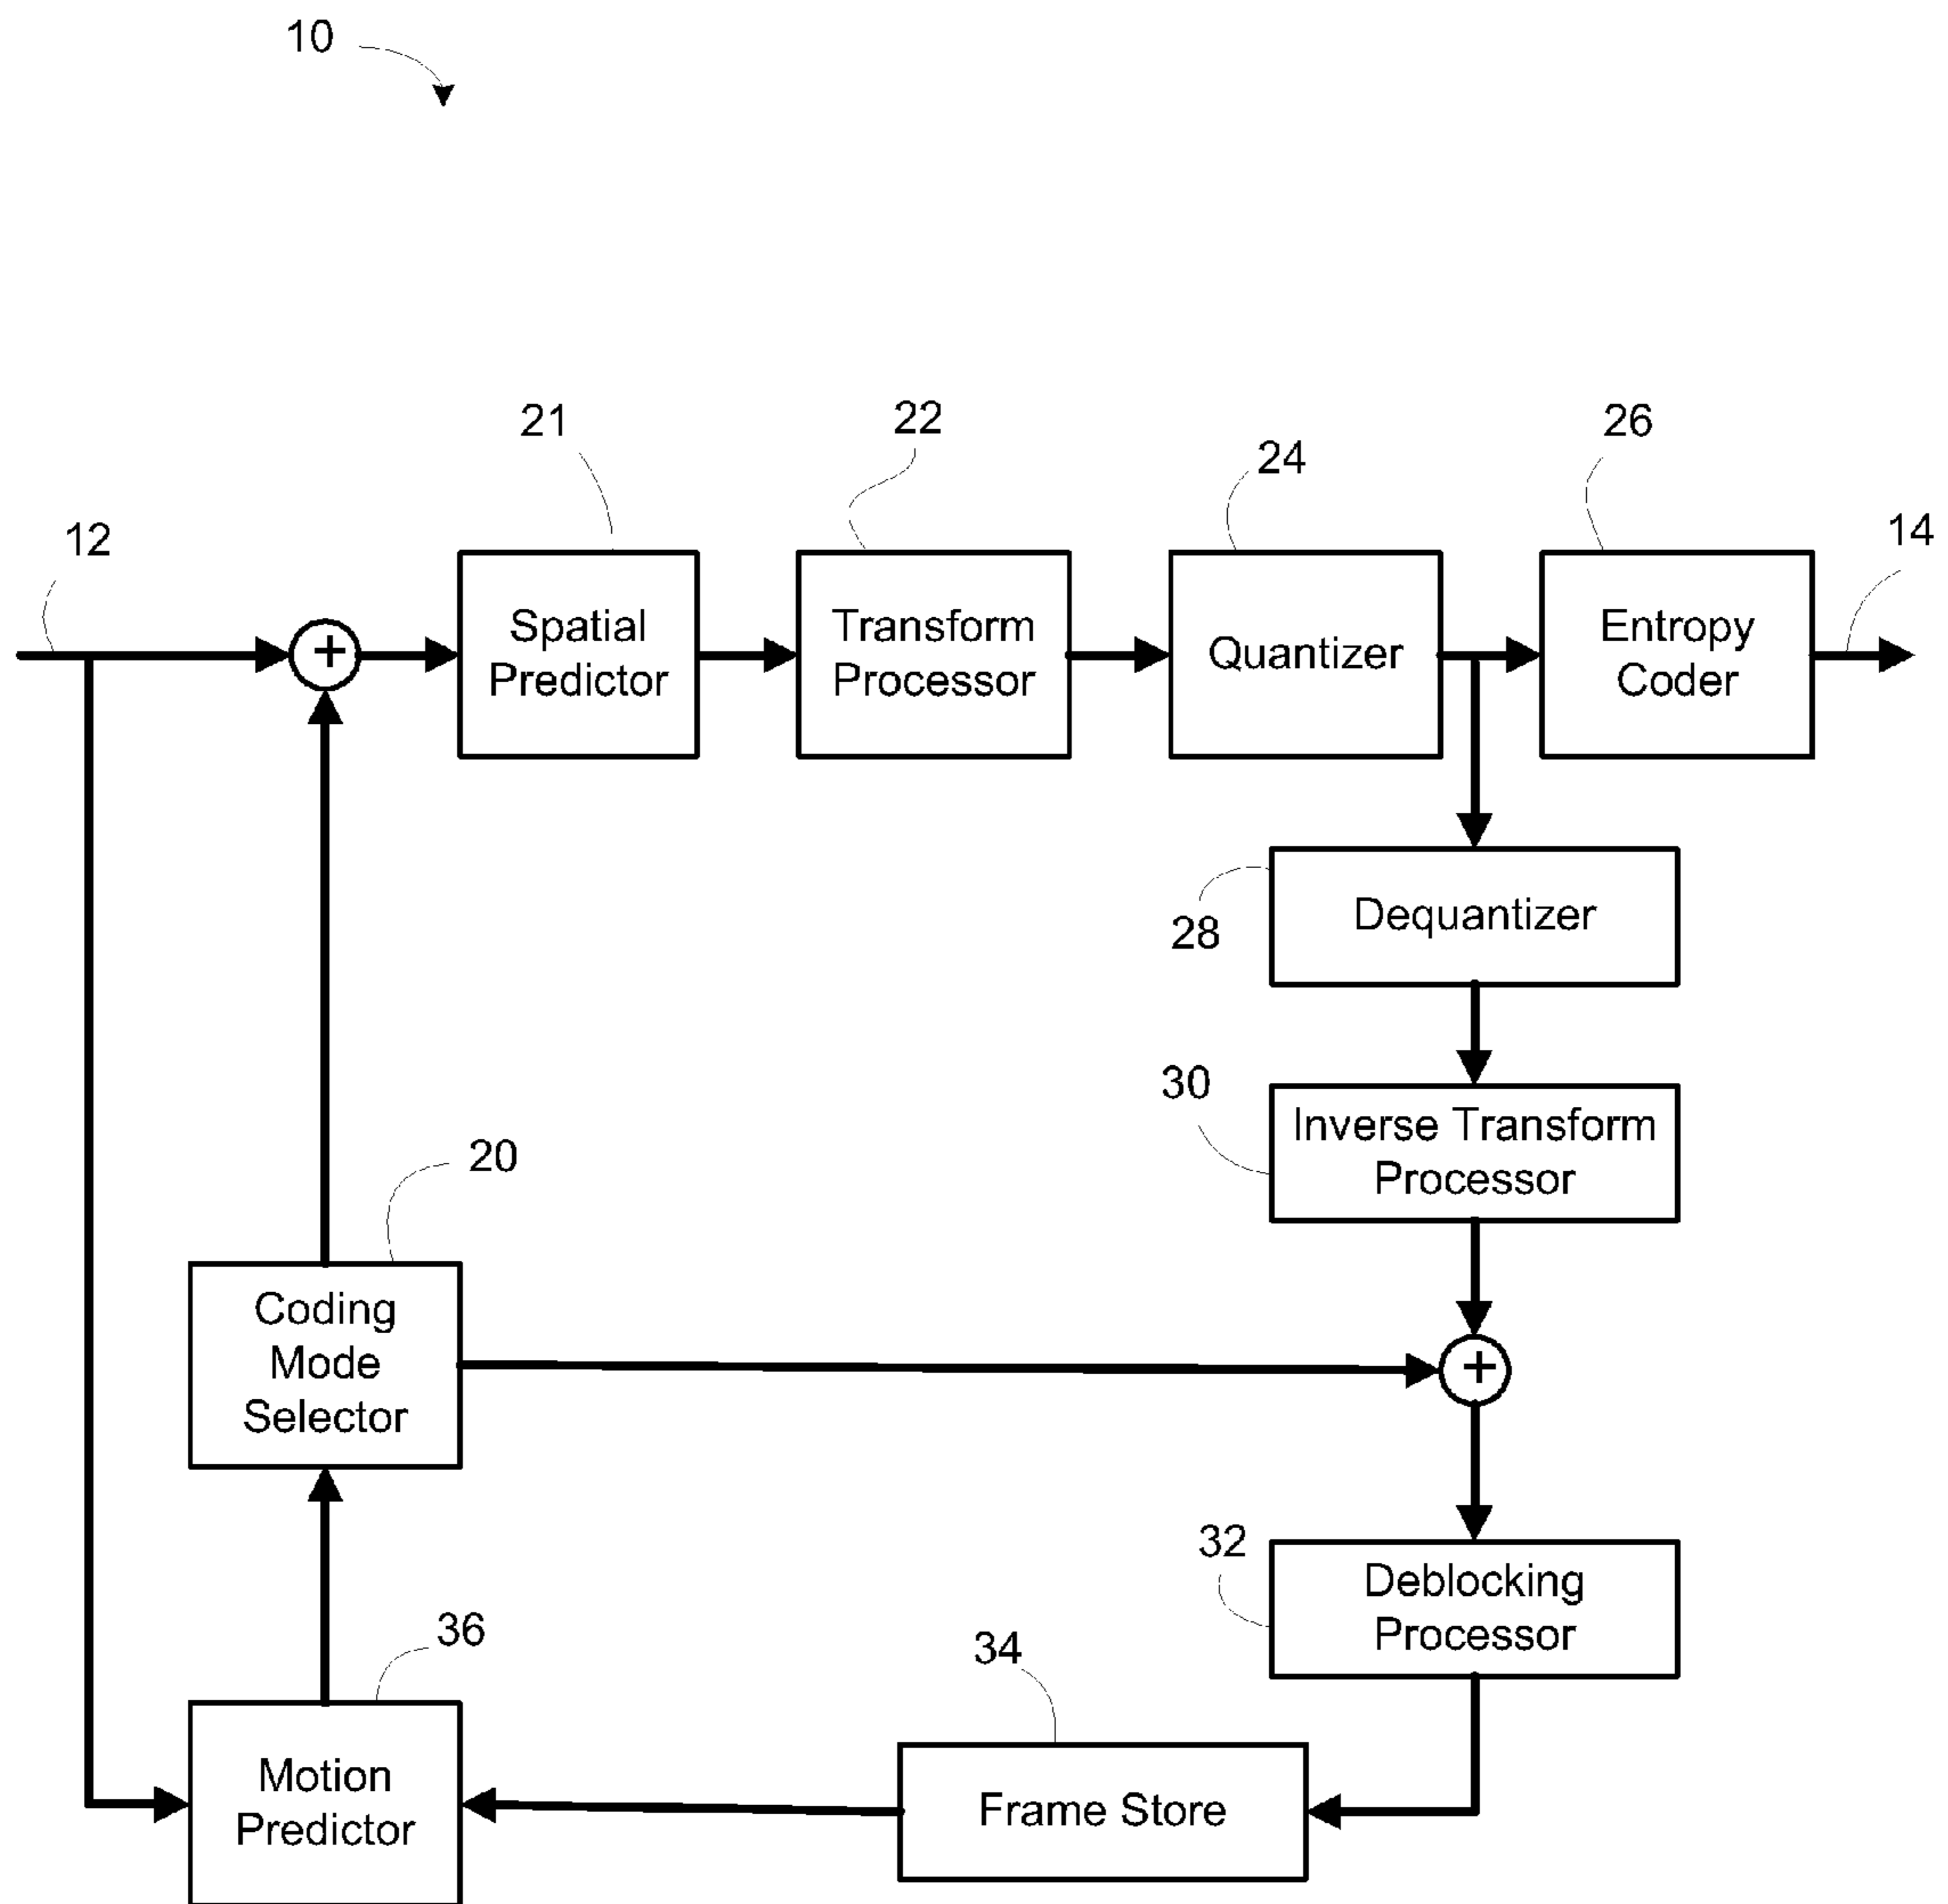 10
21
22
24
26
12
14
+
Spatial
Predictor
Transform
Processor
Quantizer
Entropy
Coder
28
Dequantizer
30
Inverse Transform
Processor
20
Coding
Mode
Selector
+
32
Deblocking
Processor
36
34
Motion
Predictor
Frame Store